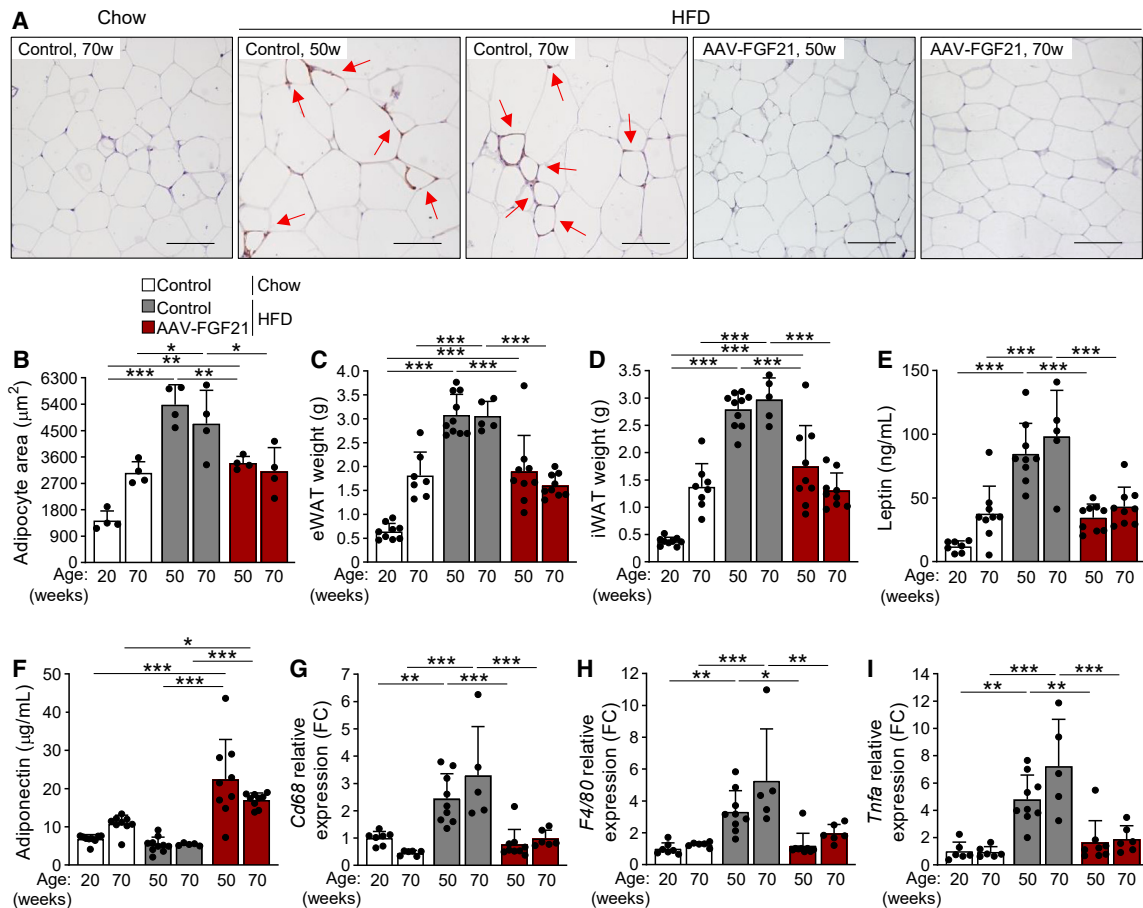 A
Chow
HFD
Control, 70w
Control, 50w
Control, 70w
AAV-FGF21, 50w
AAV-FGF21, 70w
Control
Chow
Control
HFD
AAV-FGF21
B
Adipocyte area (μm2)
6300
5400
4500
3600
2700
1800
900
0
***
**
*
**
*
Age:
(weeks)
20 70 50 70 50 70
C
eWAT weight (g)
4.0
3.5
3.0
2.5
2.0
1.5
1.0
0.5
0
***
***
***
***
***
Age:
(weeks)
20 70 50 70 50 70
D
iWAT weight (g)
3.5
3.0
2.5
2.0
1.5
1.0
0.5
0
***
***
***
***
***
Age:
(weeks)
20 70 50 70 50 70
E
Leptin (ng/mL)
150
100
50
0
***
***
***
***
Age:
(weeks)
20 70 50 70 50 70
F
Adiponectin (μg/mL)
50
40
30
20
10
0
*
***
***
***
Age:
(weeks)
20 70 50 70 50 70
G
Cd68 relative
expression (FC)
7
6
5
4
3
2
1
0
***
***
**
***
Age:
(weeks)
20 70 50 70 50 70
H
F4/80 relative
expression (FC)
12
10
8
6
4
2
0
***
**
**
*
Age:
(weeks)
20 70 50 70 50 70
I
Tnfa relative
expression (FC)
14
12
10
8
6
4
2
0
***
***
**
**
Age:
(weeks)
20 70 50 70 50 70